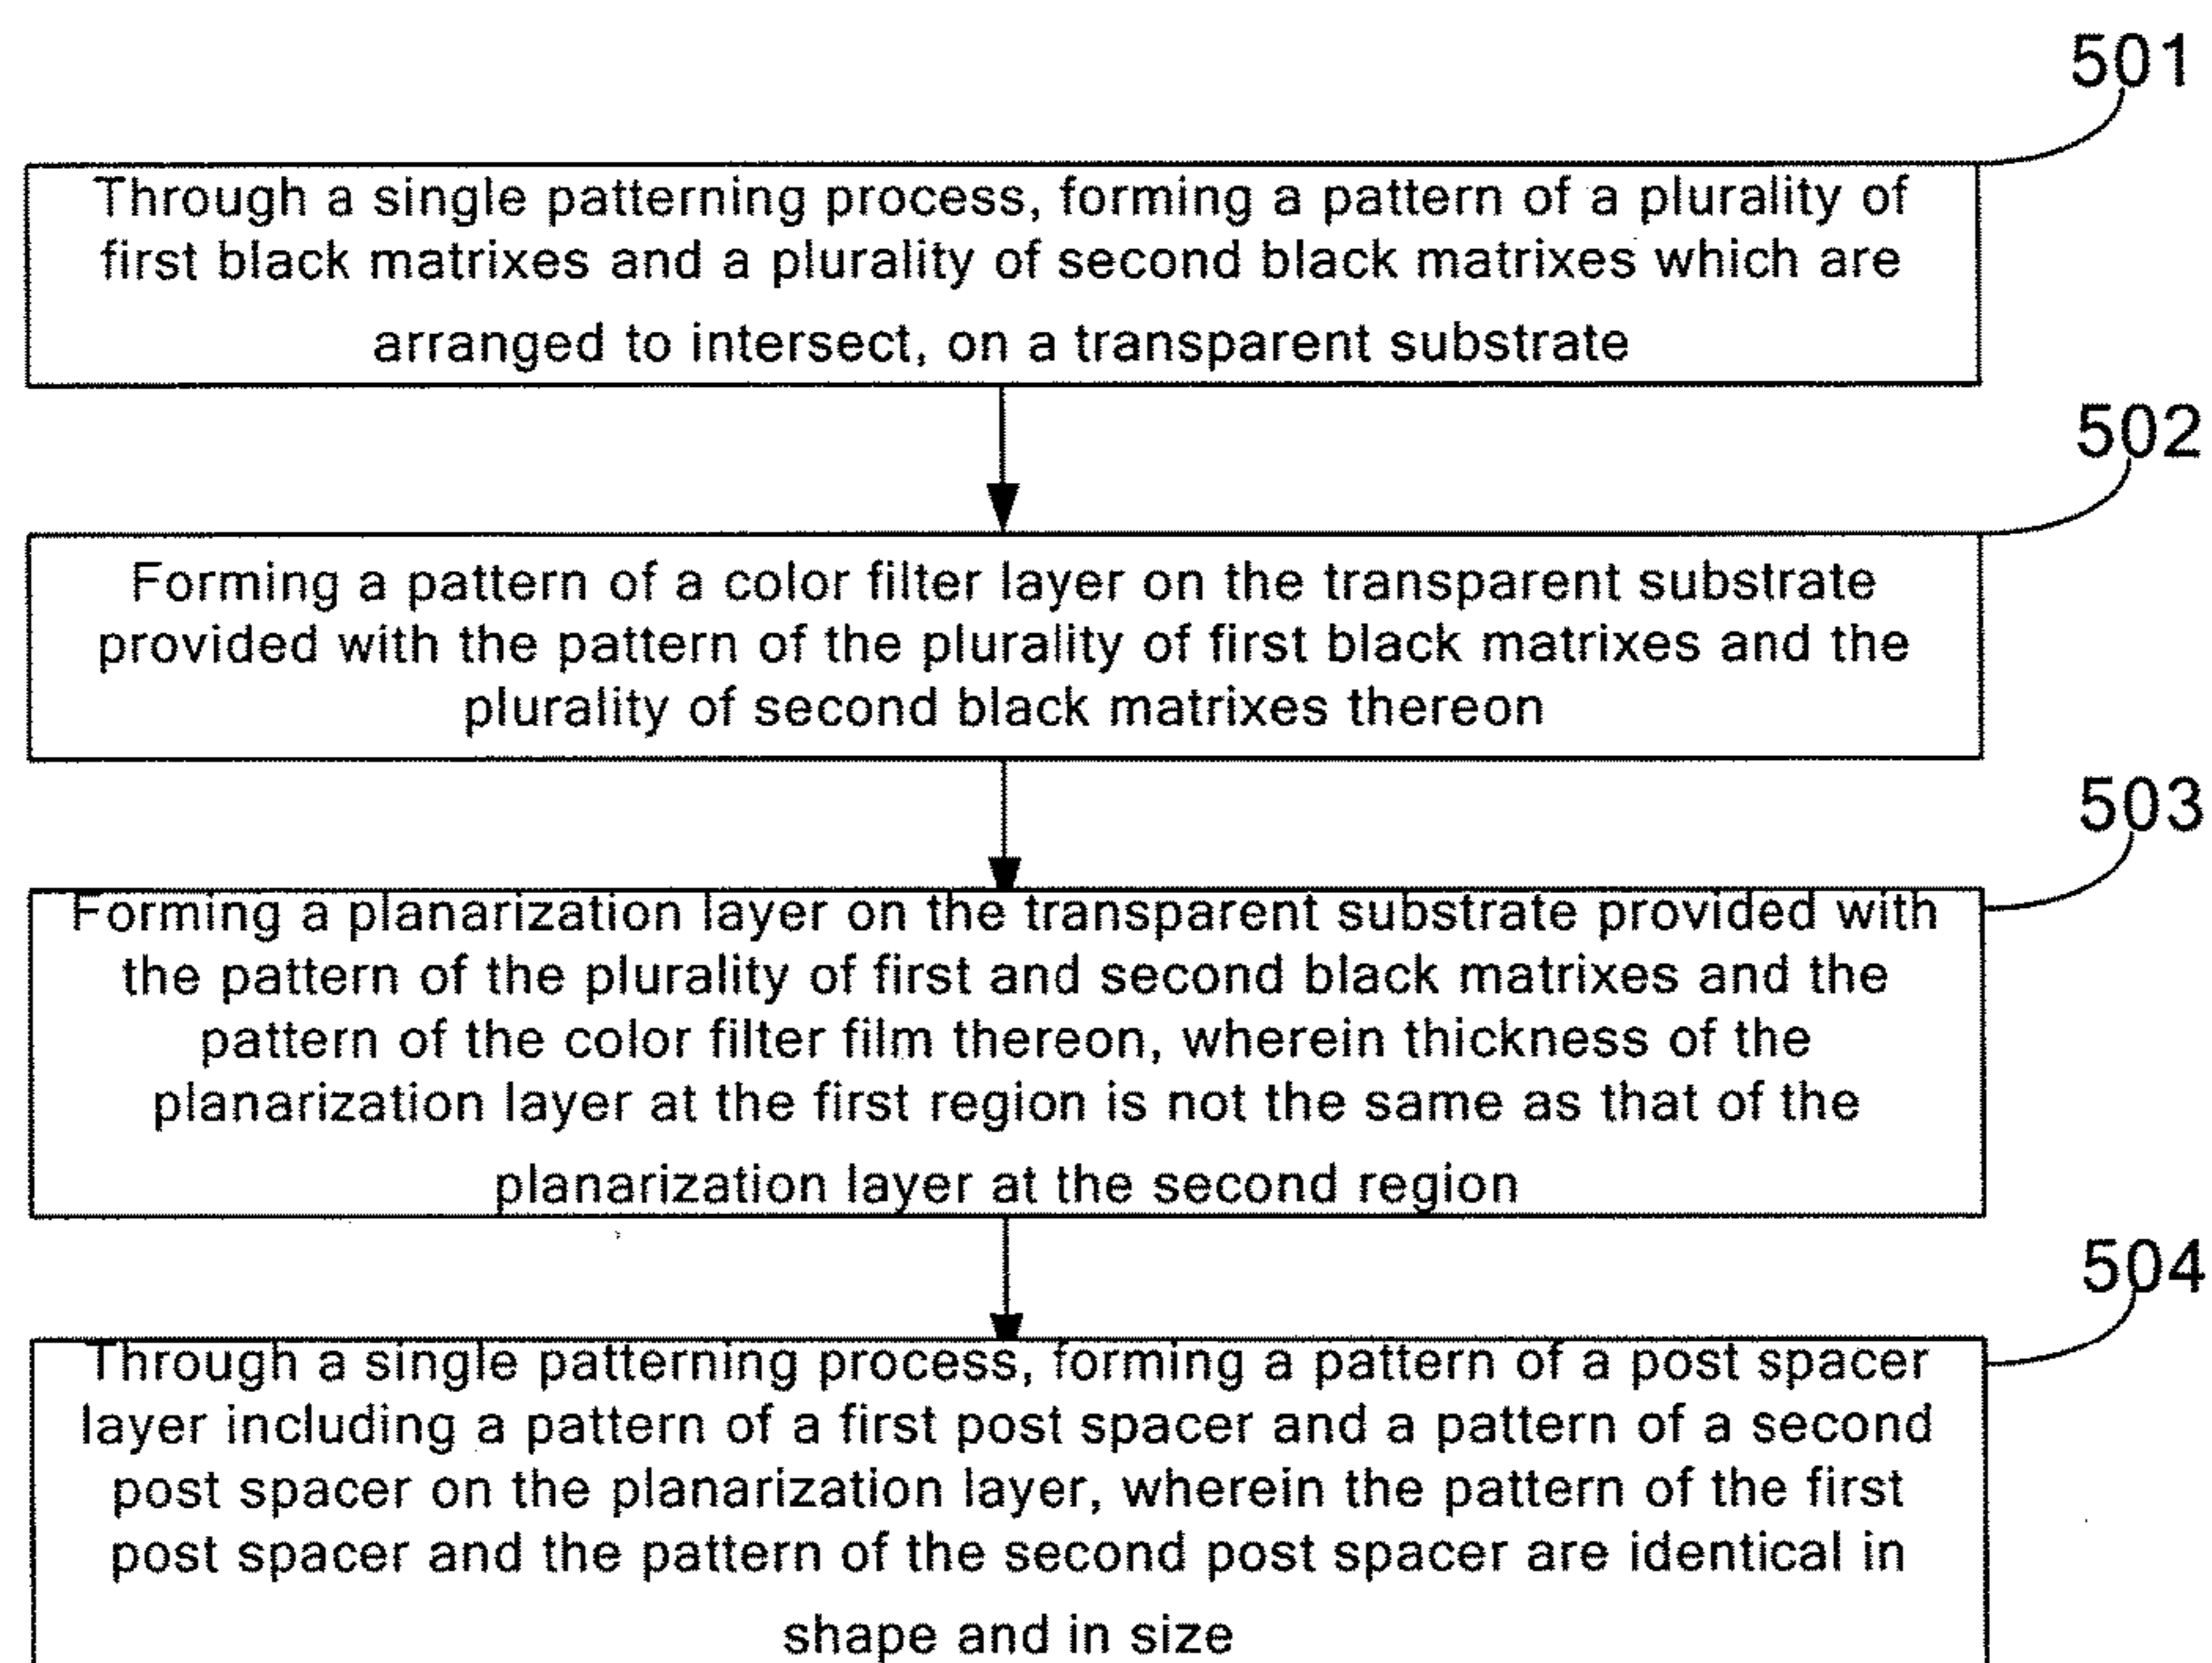 501
Through a single patterning process, forming a pattern of a plurality of
first black matrixes and a plurality of second black matrixes which are
arranged to intersect, on a transparent substrate
502
Forming a pattern of a color filter layer on the transparent substrate
provided with the pattern of the plurality of first black matrixes and the
plurality of second black matrixes thereon
503
Forming a planarization layer on the transparent substrate provided with
the pattern of the plurality of first and second black matrixes and the
pattern of the color filter film thereon, wherein thickness of the
planarization layer at the first region is not the same as that of the
planarization layer at the second region
504
Through a single patterning process, forming a pattern of a post spacer
layer including a pattern of a first post spacer and a pattern of a second
post spacer on the planarization layer, wherein the pattern of the first
post spacer and the pattern of the second post spacer are identical in
shape and in size